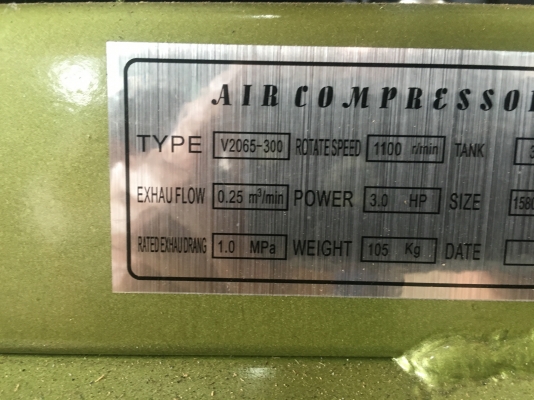 AIR COMPRESSO
TYPE V2065-300 ROTATE SPEED 1100 r/min TANK
EXHAU FLOW 0.25 m³/min POWER 3.0 HP SIZE 1580
RATED EXHAU DRANG 1.0 MPa WEIGHT 105 Kg DATE